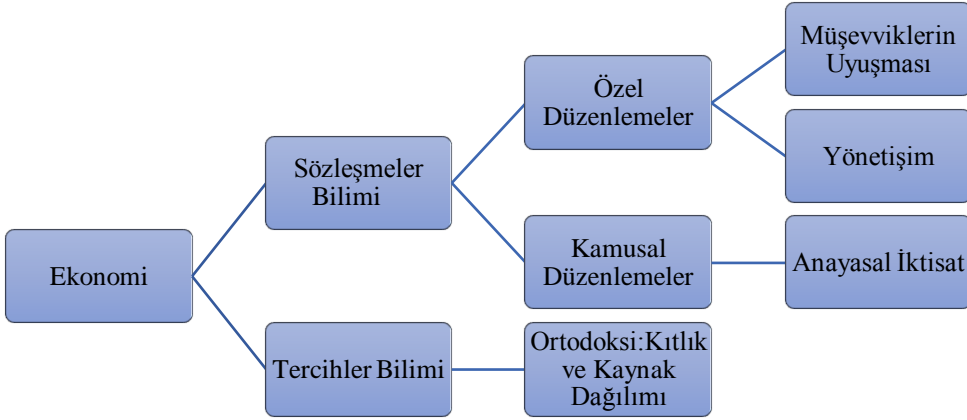 Ekonomi
Sözleşmeler
Bilimi
Tercihler Bilimi
Özel
Düzenlemeler
Kamusal
Düzenlemeler
Ortodoksi:Kıtlık
ve Kaynak
Dağılımı
Müşevviklerin
Uyuşması
Yönetişim
Anayasal İktisat